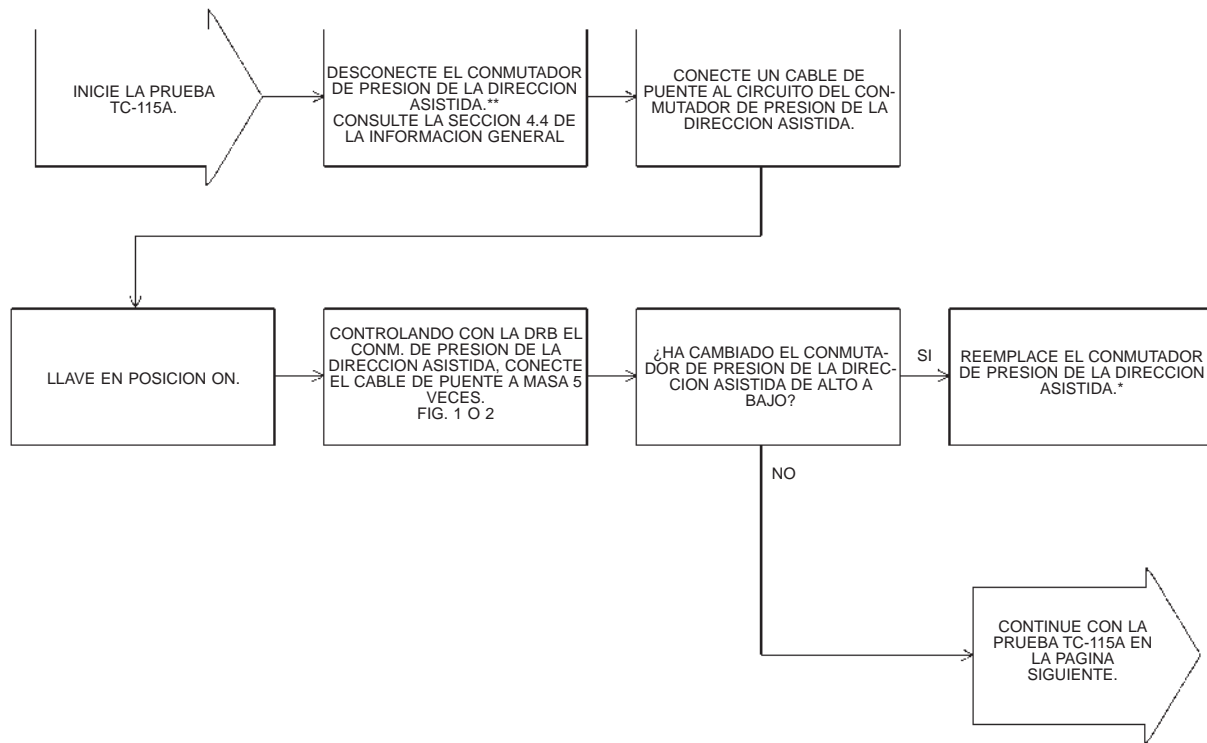 INICIE LA PRUEBA
TC-115A.
DESCONECTE EL CONMUTADOR
DE PRESION DE LA DIRECCION
ASISTIDA.**
CONSULTE LA SECCION 4.4 DE
LA INFORMACION GENERAL
CONECTE UN CABLE DE
PUENTE AL CIRCUITO DEL CON-
MUTADOR DE PRESION DE LA
DIRECCION ASISTIDA.
LLAVE EN POSICION ON.
CONTROLANDO CON LA DRB EL
CONM. DE PRESION DE LA
DIRECCION ASISTIDA, CONECTE
EL CABLE DE PUENTE A MASA 5
VECES.
FIG. 1 O 2
¿HA CAMBIADO EL CONMUTA-
DOR DE PRESION DE LA DIREC-
CION ASISTIDA DE ALTO A
BAJO?
SI
REEMPLACE EL CONMUTADOR
DE PRESION DE LA DIRECCION
ASISTIDA.*
NO
CONTINUE CON LA
PRUEBA TC-115A EN
LA PAGINA
SIGUIENTE.